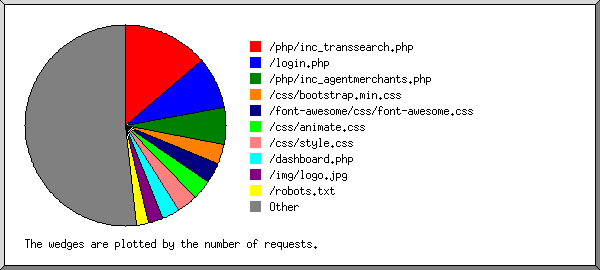 /php/inc_transsearch.php
/login.php
/php/inc_agentmerchants.php
/css/bootstrap.min.css
/font-awesome/css/font-awesome.css
/css/animate.css
/css/style.css
/dashboard.php
/img/logo.jpg
/robots.txt
Other
The wedges are plotted by the number of requests.